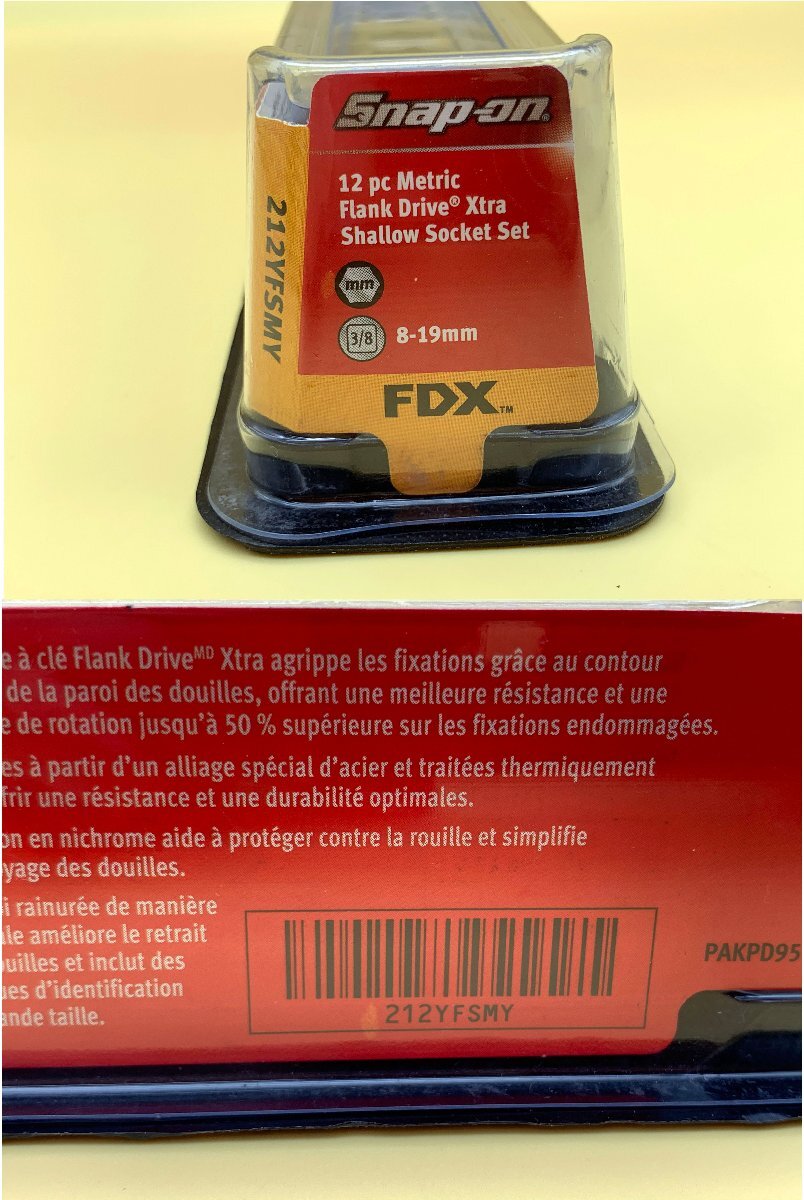 Snap-on®
12 pc Metric
Flank Drive® Xtra
Shallow Socket Set
mm
3/8 8-19mm
FDX™
212YFSMY
e à clé Flank Driveᴹᴰ Xtra agrippe les fixations grâce au contour
de la paroi des douilles, offrant une meilleure résistance et une
e de rotation jusqu'à 50 % supérieure sur les fixations endommagées.
es à partir d'un alliage spécial d'acier et traitées thermiquement
frir une résistance et une durabilité optimales.
on en nichrome aide à protéger contre la rouille et simplifie
yage des douilles.
i rainurée de manière
le améliore le retrait
ouilles et inclut des
ues d'identification
ande taille.
212YFSMY
PAKPD95